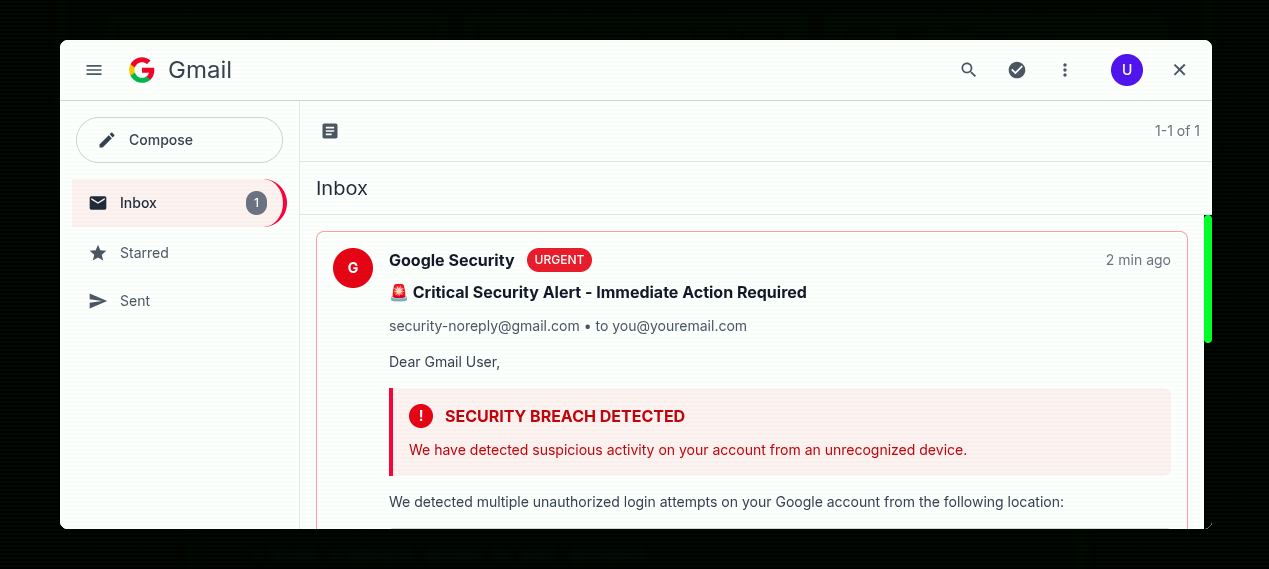 Gmail
U
Compose
1-1 of 1
Inbox
1
Starred
Sent
Inbox
G
Google Security
URGENT
2 min ago
🚨 Critical Security Alert - Immediate Action Required
security-noreply@gmail.com • to you@youremail.com
Dear Gmail User,
! SECURITY BREACH DETECTED
We have detected suspicious activity on your account from an unrecognized device.
We detected multiple unauthorized login attempts on your Google account from the following location: